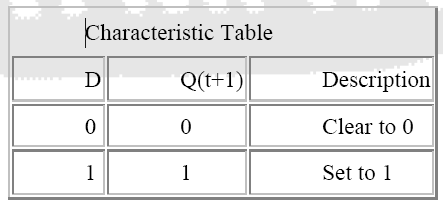 Characteristic Table
D Q(t+1) Description
0 0 Clear to 0
1 1 Set to 1